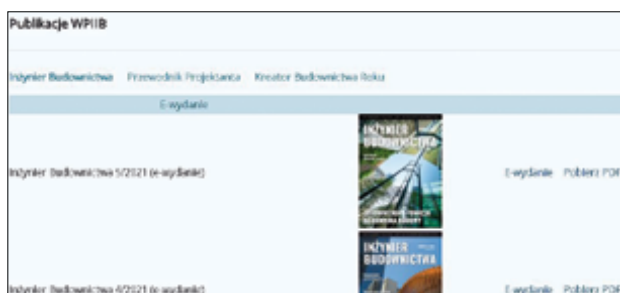 Publikacje WPIIB
Inżynier Budownictwa Przewodnik Projektanta Kreator Budownictwa Roku
E-wydanie
INŻYNIER
BUDOWNICTWA
Inżynier Budownictwa 5/2021 (e-wydanie)
E-wydanie Pobierz PDF
INŻYNIER
BUDOWNICTWA
Inżynier Budownictwa 4/2021 (e-wydanie)
E-wydanie Pobierz PDF